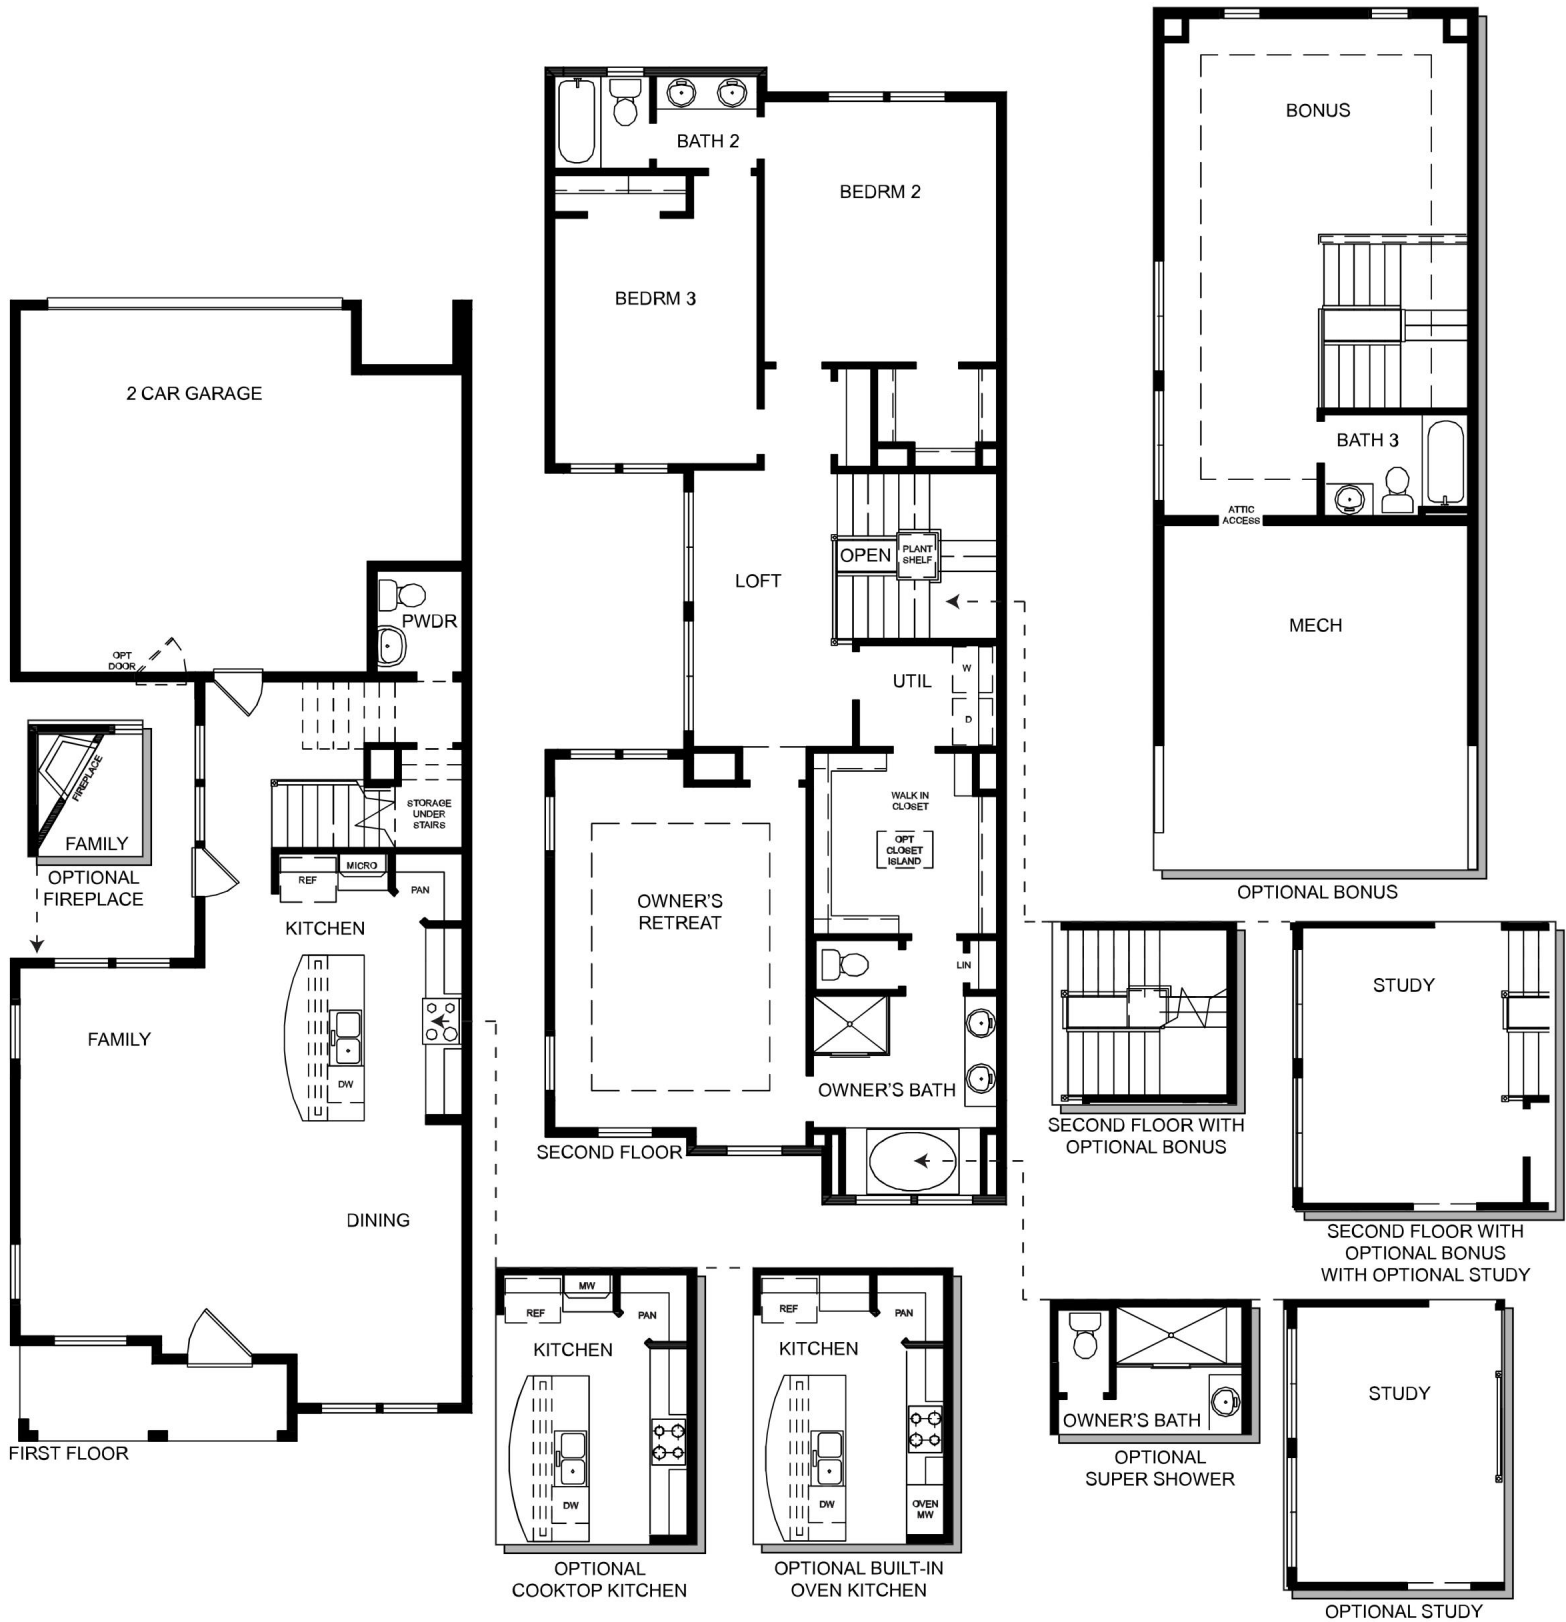 2 CAR GARAGE
PWDR
OPT
DOOR
FIREPLACE
FAMILY
OPTIONAL
FIREPLACE
STORAGE
UNDER
STAIRS
REF
MICRO
PAN
KITCHEN
FAMILY
DW
DINING
FIRST FLOOR
BATH 2
BEDRM 2
BEDRM 3
OPEN
PLANT
SHELF
LOFT
UTIL
W
D
WALK IN
CLOSET
OPT
CLOSET
ISLAND
OWNER'S
RETREAT
LIN
OWNER'S BATH
SECOND FLOOR
BONUS
BATH 3
ATTIC
ACCESS
MECH
OPTIONAL BONUS
SECOND FLOOR WITH
OPTIONAL BONUS
STUDY
SECOND FLOOR WITH
OPTIONAL BONUS
WITH OPTIONAL STUDY
REF
MW
PAN
KITCHEN
DW
OPTIONAL
COOKTOP KITCHEN
REF
PAN
KITCHEN
DW
OVEN
MW
OPTIONAL BUILT-IN
OVEN KITCHEN
OWNER'S BATH
OPTIONAL
SUPER SHOWER
STUDY
OPTIONAL STUDY